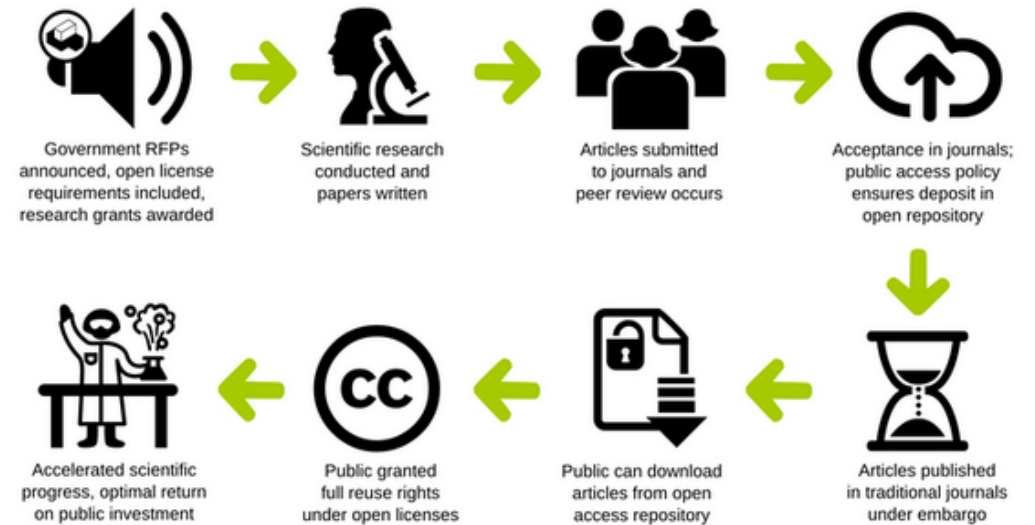 Government RFPs
announced, open license
requirements included,
research grants awarded
Scientific research
conducted and
papers written
Articles submitted
to journals and
peer review occurs
Acceptance in journals;
public access policy
ensures deposit in
open repository
Articles published
in traditional journals
under embargo
Public can download
articles from open
access repository
cc
Public granted
full reuse rights
under open licenses
Accelerated scientific
progress, optimal return
on public investment